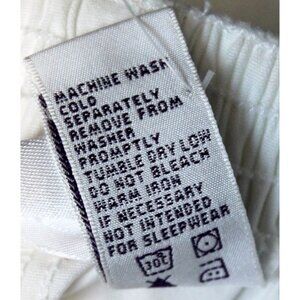 MACHINE WASH
COLD
SEPARATELY
REMOVE FROM
WASHER
PROMPTLY
TUMBLE DRY LOW
DO NOT BLEACH
WARM IRON
IF NECESSARY
NOT INTENDED
FOR SLEEPWEAR
30